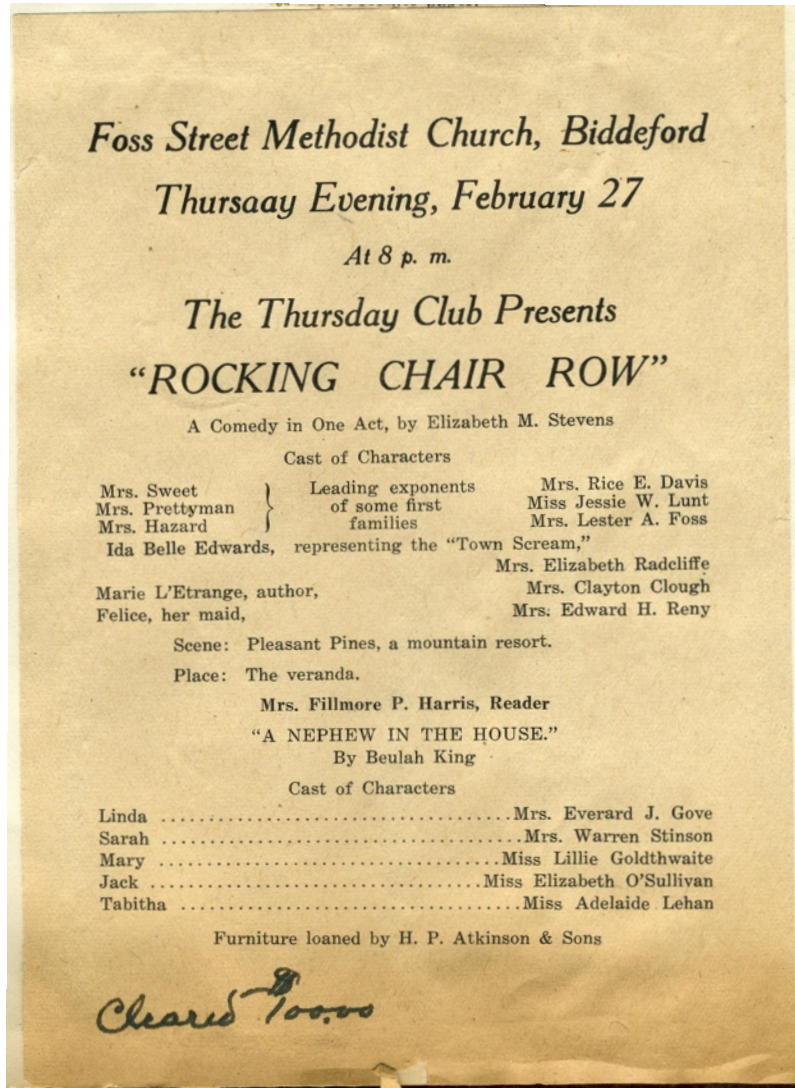 Foss Street Methodist Church, Biddeford
Thursaay Evening, February 27
At 8 p. m.
The Thursday Club Presents
“ROCKING CHAIR ROW”
A Comedy in One Act, by Elizabeth M. Stevens
Cast of Characters
Mrs. Sweet } Leading exponents Mrs. Rice E. Davis
Mrs. Prettyman } of some first Miss Jessie W. Lunt
Mrs. Hazard } families Mrs. Lester A. Foss
Ida Belle Edwards, representing the “Town Scream,”
Mrs. Elizabeth Radcliffe
Marie L’Etrange, author, Mrs. Clayton Clough
Felice, her maid, Mrs. Edward H. Reny
Scene: Pleasant Pines, a mountain resort.
Place: The veranda.
Mrs. Fillmore P. Harris, Reader
“A NEPHEW IN THE HOUSE.”
By Beulah King
Cast of Characters
Linda .....................................Mrs. Everard J. Gove
Sarah ......................................Mrs. Warren Stinson
Mary ....................................Miss Lillie Goldthwaite
Jack ...................................Miss Elizabeth O’Sullivan
Tabitha ....................................Miss Adelaide Lehan
Furniture loaned by H. P. Atkinson & Sons
Cleared $100.00